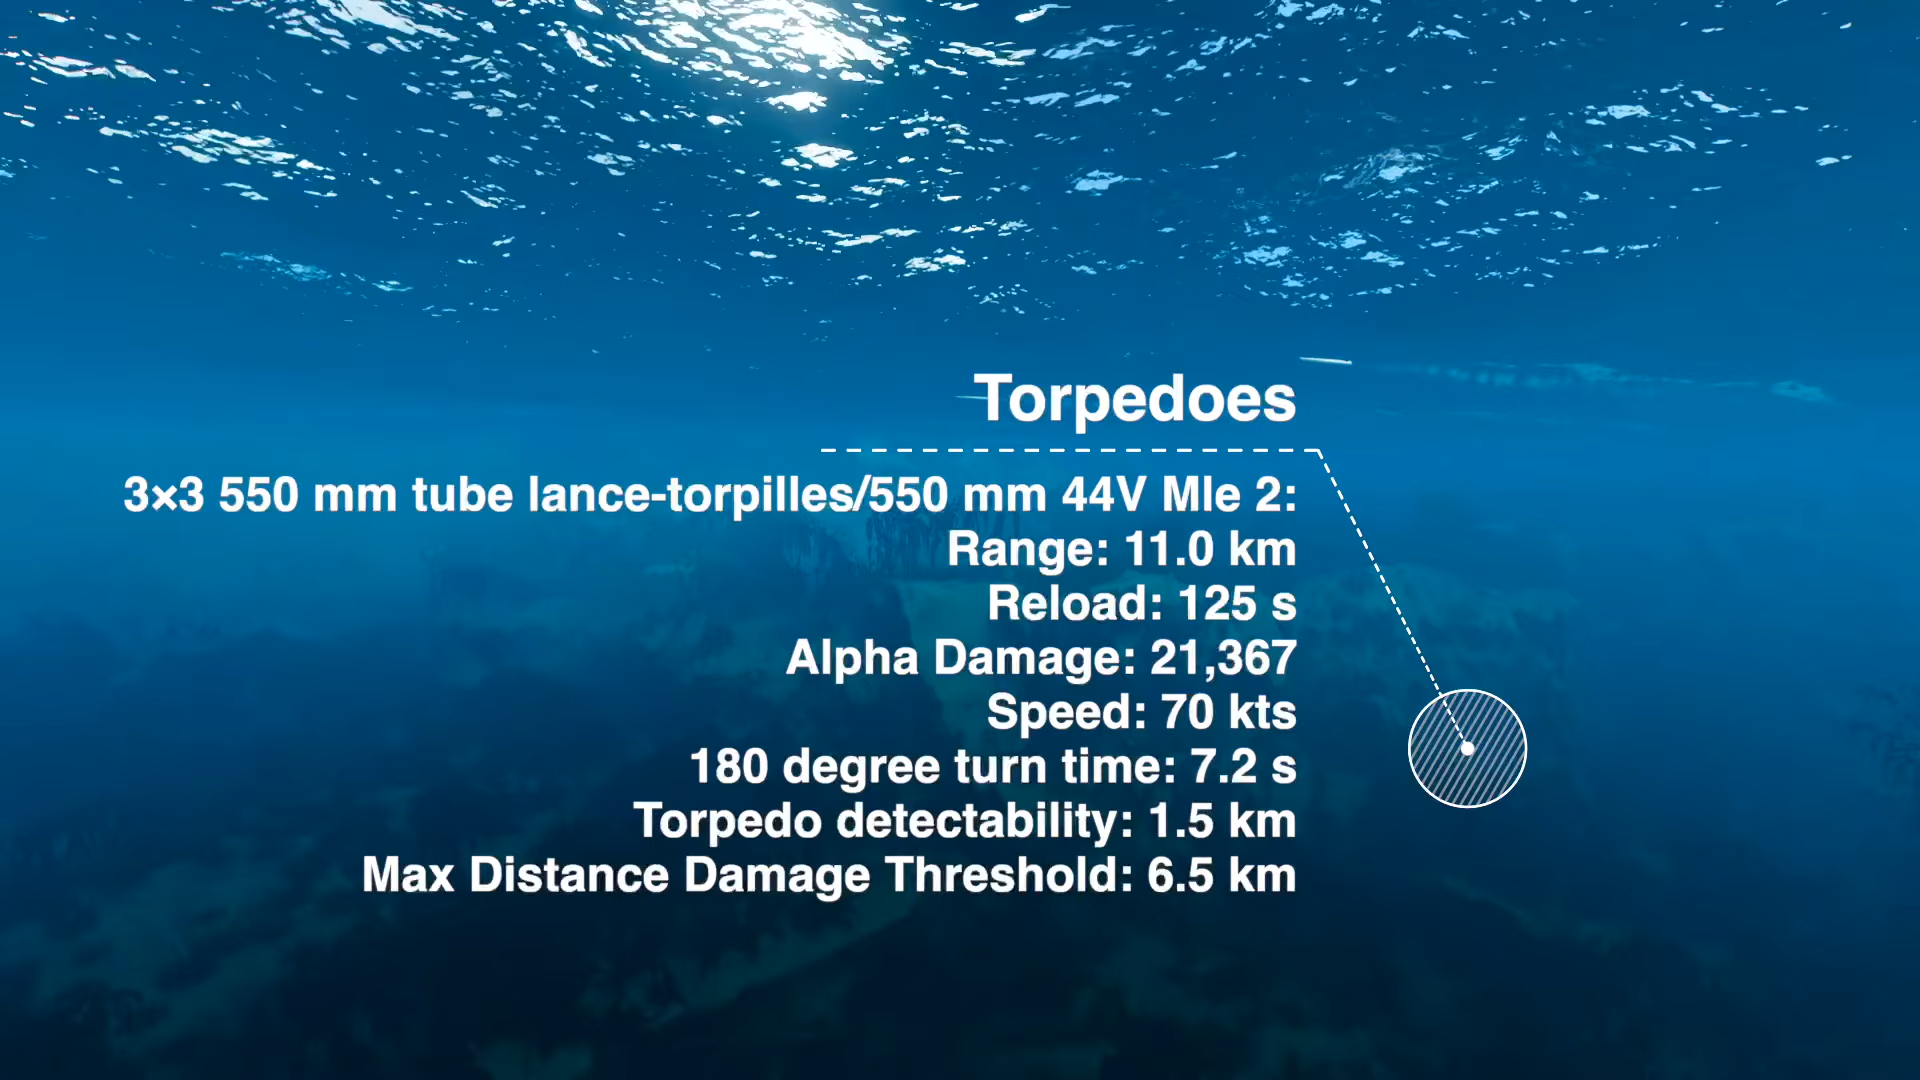 Torpedoes
3×3 550 mm tube lance-torpilles/550 mm 44V Mle 2:
Range: 11.0 km
Reload: 125 s
Alpha Damage: 21,367
Speed: 70 kts
180 degree turn time: 7.2 s
Torpedo detectability: 1.5 km
Max Distance Damage Threshold: 6.5 km